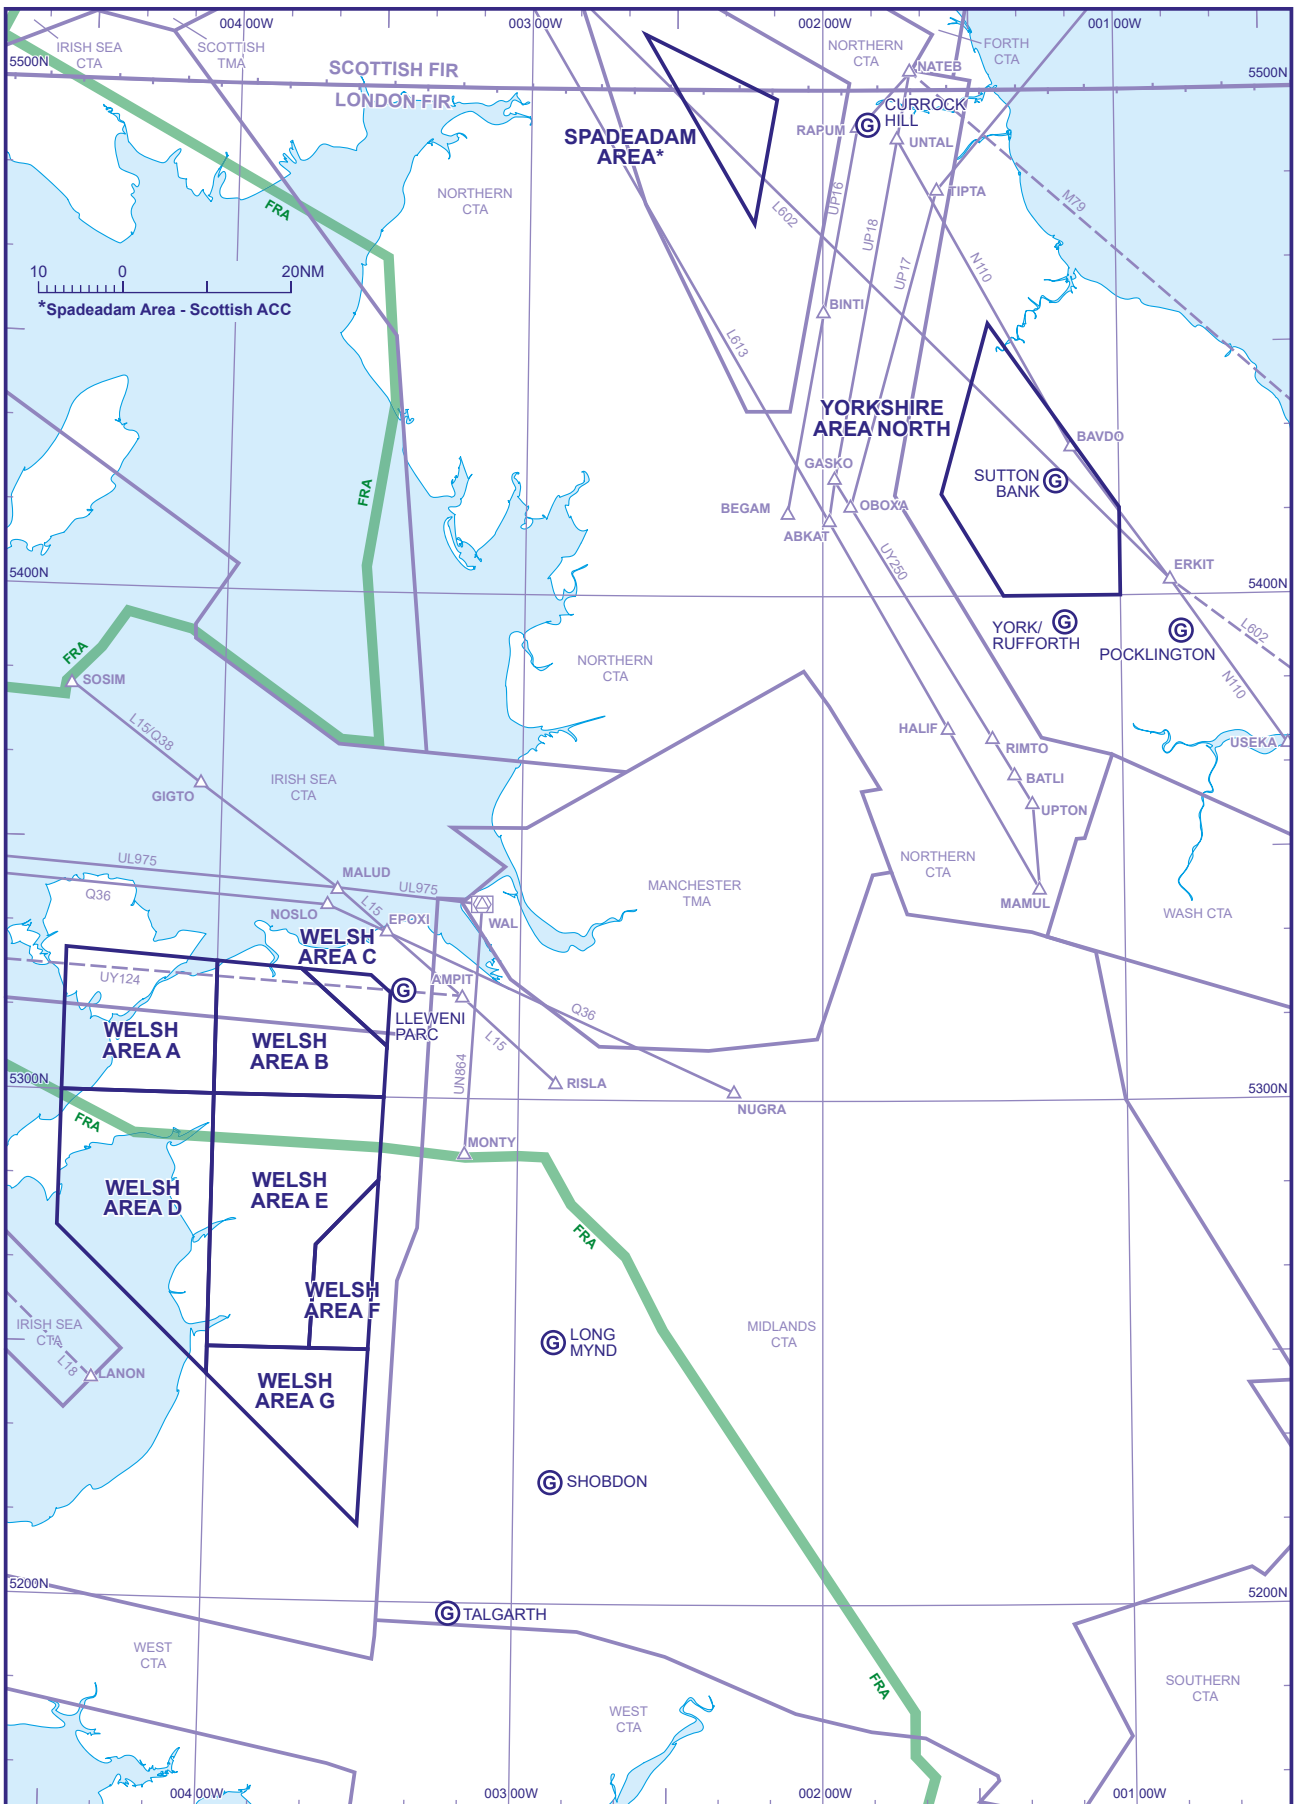 004 00W
003 00W
002 00W
001 00W
IRISH SEA
CTA
SCOTTISH
TMA
NORTHERN
CTA
FORTH
CTA
5500N
SCOTTISH FIR
LONDON FIR
NATEB
5500N
CURROCK
HILL
G
RAPUM
UNTAL
SPADEADAM
AREA*
TIPTA
M79
NORTHERN
CTA
FRA
L602
UP16
UP18
UP17
N110
10 0 20NM
*Spadeadam Area - Scottish ACC
BINTI
L613
YORKSHIRE
AREA NORTH
BAVDO
GASKO
SUTTON
BANK
G
FRA
BEGAM
OBOXA
ABKAT
UY250
5400N
5400N
ERKIT
YORK/
RUFFORTH
G
POCKLINGTON
G
L602
FRA
SOSIM
NORTHERN
CTA
N110
L15/Q38
HALIF
RIMTO
USEKA
GIGTO
IRISH SEA
CTA
BATLI
UPTON
UL975
MALUD
UL975
Q36
L15
NOSLO
EPOXI
WAL
MANCHESTER
TMA
NORTHERN
CTA
MAMUL
WASH CTA
WELSH
AREA C
UY124
G
AMPIT
LLEWENI
PARC
Q36
WELSH
AREA A
WELSH
AREA B
L15
UN864
RISLA
NUGRA
5300N
5300N
FRA
MONTY
WELSH
AREA D
WELSH
AREA E
FRA
WELSH
AREA F
IRISH SEA
CTA
L18
LANON
G
LONG
MYND
MIDLANDS
CTA
WELSH
AREA G
G
SHOBDON
5200N
5200N
G
TALGARTH
WEST
CTA
FRA
WEST
CTA
SOUTHERN
CTA
004 00W
003 00W
002 00W
001 00W